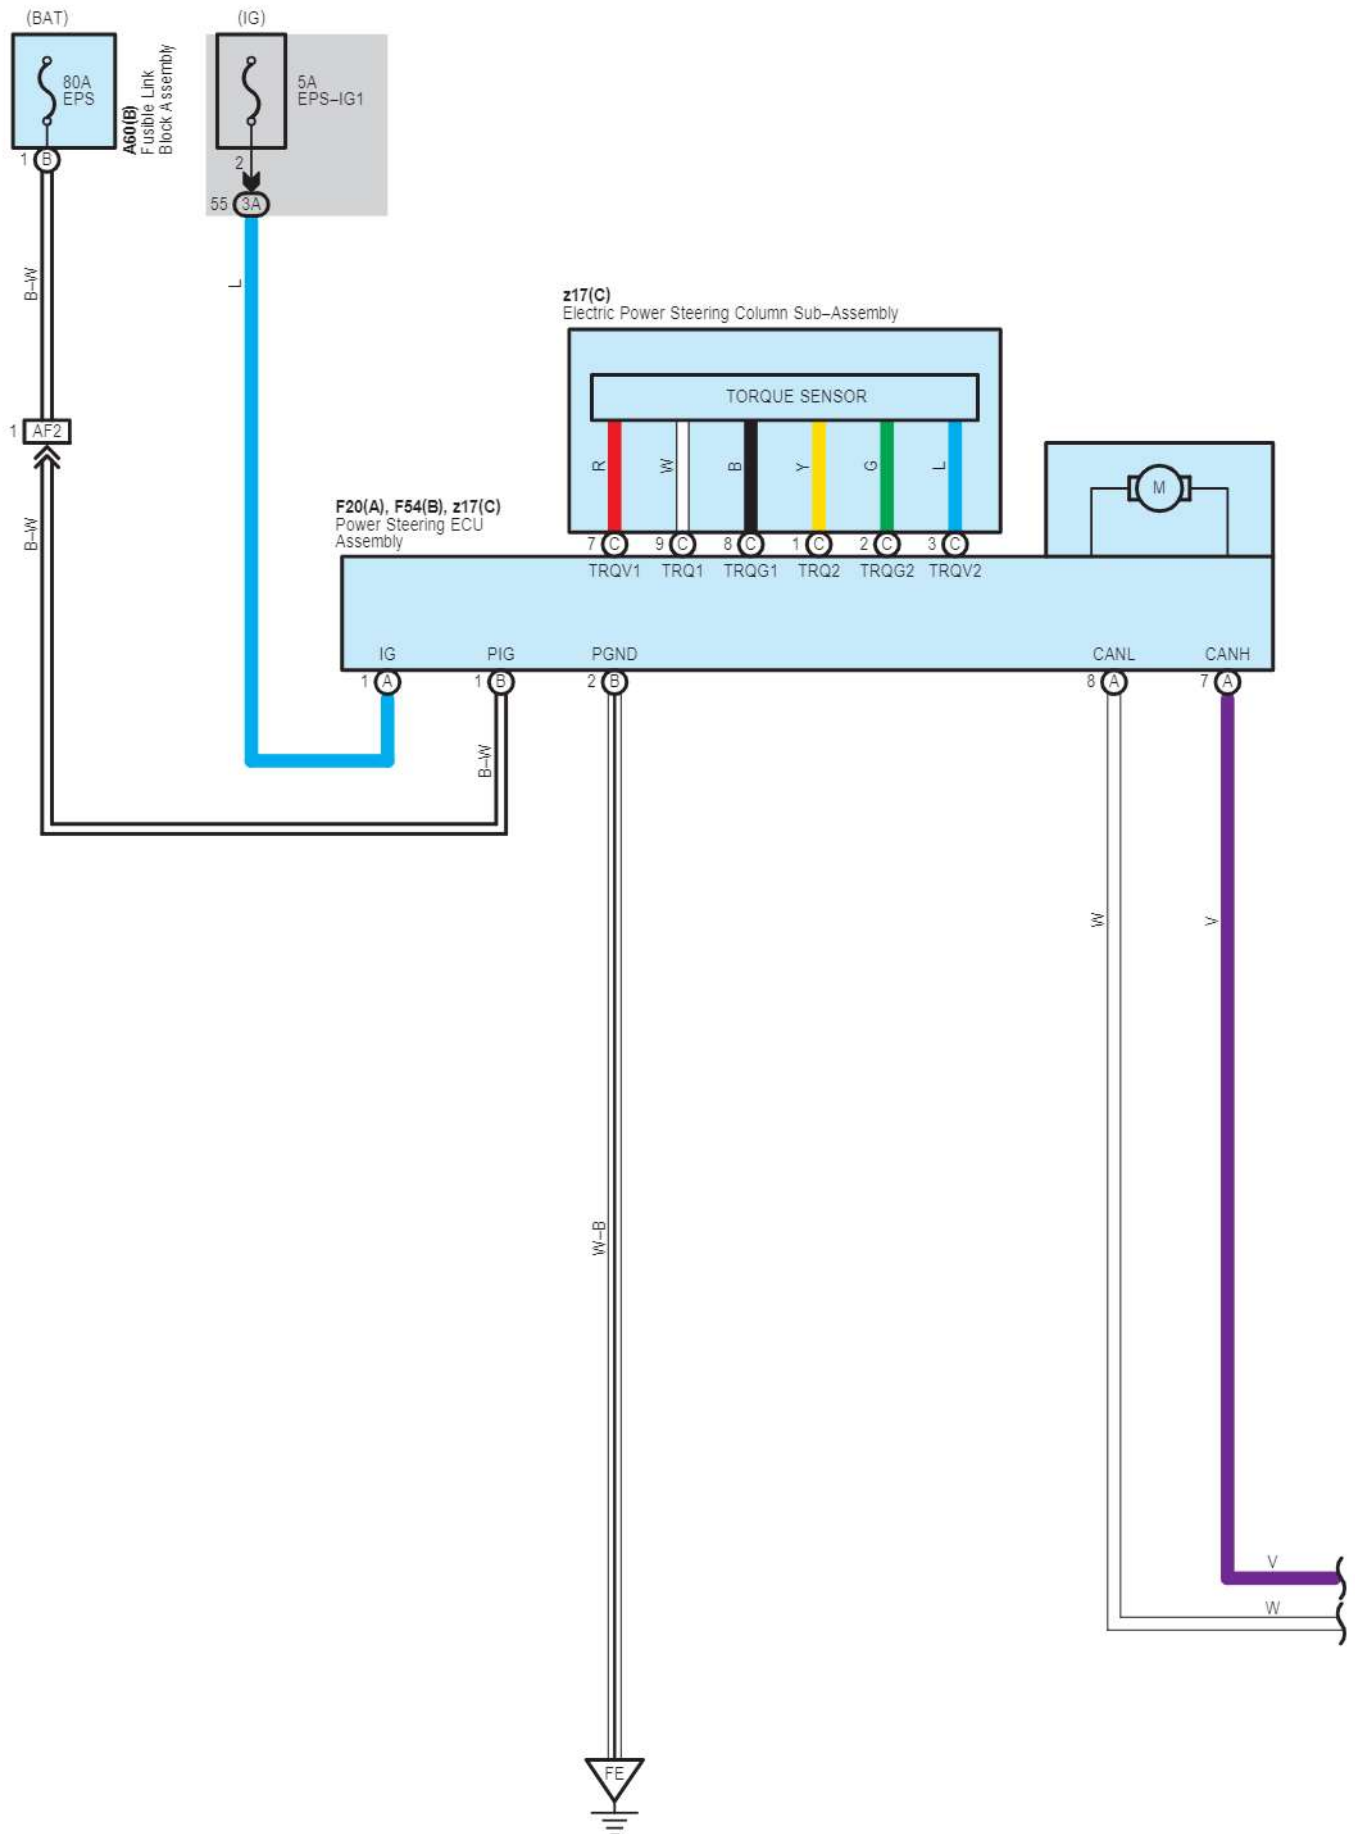 (BAT)
(IG)
80A
EPS
A60(B)
Fusible Link
Block Assembly
5A
EPS–IG1
1 B
2
55 3A
B–W
L
z17(C)
Electric Power Steering Column Sub–Assembly
TORQUE SENSOR
1 AF2
R
W
B
Y
G
L
M
F20(A), F54(B), z17(C)
Power Steering ECU
Assembly
B–W
7 C
9 C
8 C
1 C
2 C
3 C
TRQV1
TRQ1
TRQG1
TRQ2
TRQG2
TRQV2
IG
PIG
PGND
CANL
CANH
1 A
1 B
2 B
8 A
7 A
B–W
W
V
W–B
V
W
FE